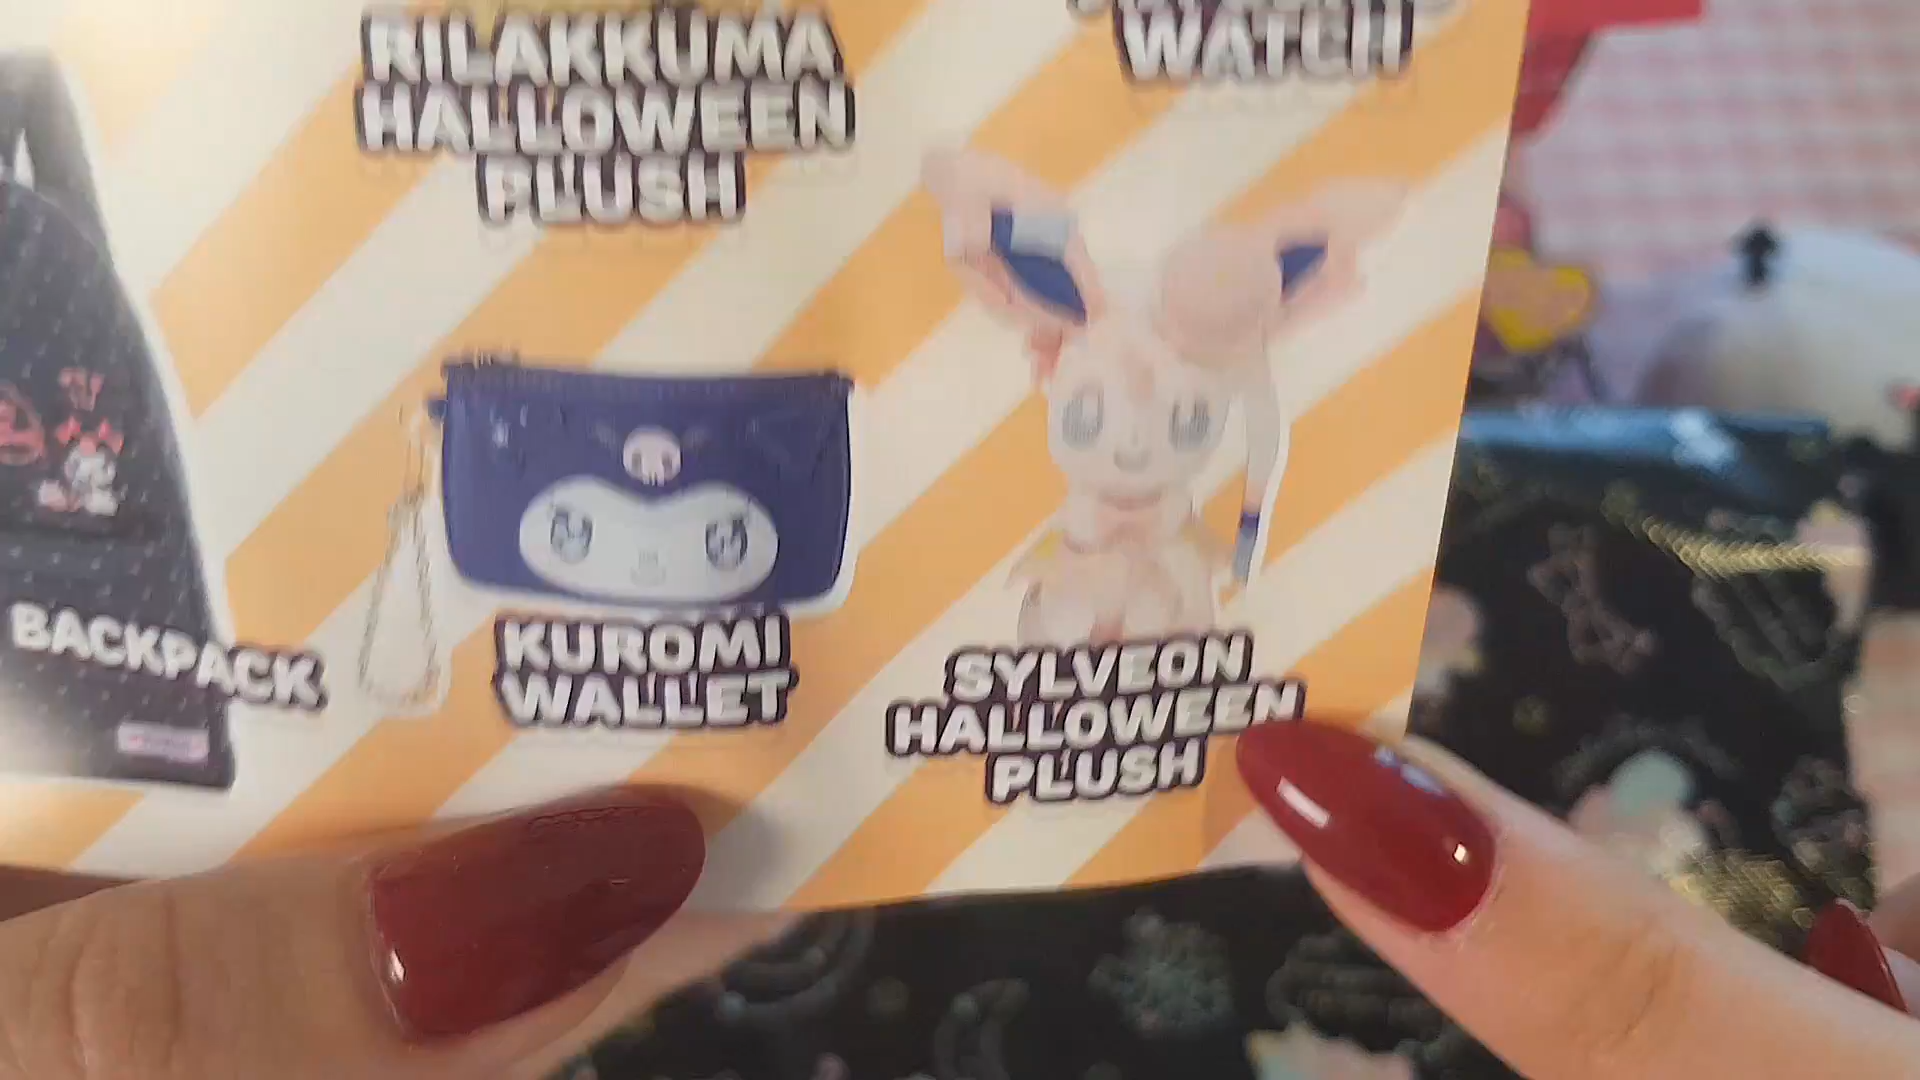 RILAKKUMA
HALLOWEEN
PLUSH
WATCH
BACKPACK
KUROMI
WALLET
SYLVEON
HALLOWEEN
PLUSH